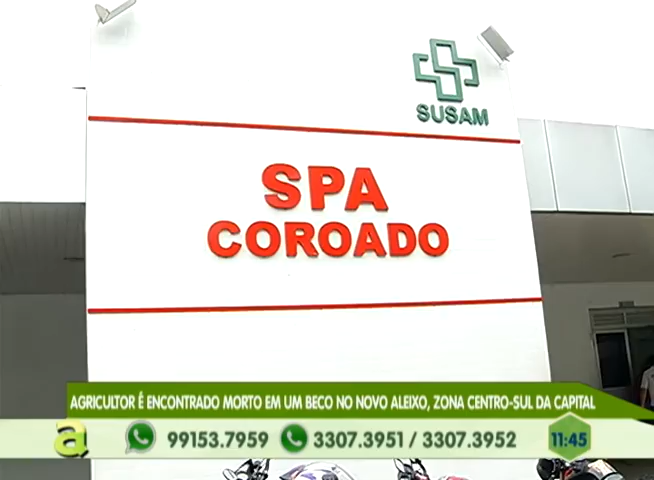 SUSAM
SPA
COROADO
AGRICULTOR É ENCONTRADO MORTO EM UM BECO NO NOVO ALEIXO, ZONA CENTRO-SUL DA CAPITAL
a 99153.7959 3307.3951 / 3307.3952 11:45